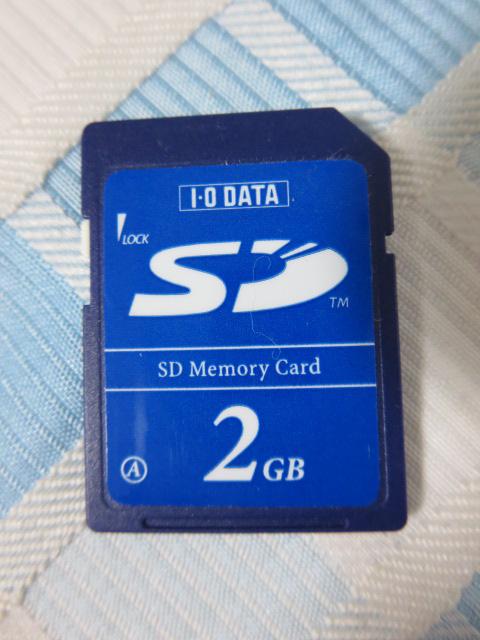 I-O DATA
LOCK
SD
TM
SD Memory Card
2GB
A